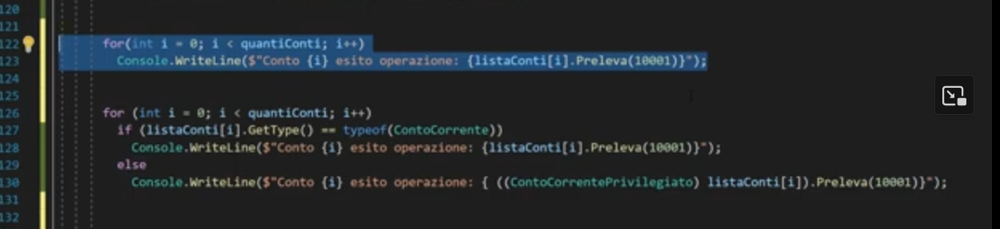 120
121
122 for(int i = 0; i < quantiConti; i++)
123 Console.WriteLine($"Conto {i} esito operazione: {listaConti[i].Preleva(10001)}");
124
125
126 for (int i = 0; i < quantiConti; i++)
127 if (listaConti[i].GetType() == typeof(ContoCorrente))
128 Console.WriteLine($"Conto {i} esito operazione: {listaConti[i].Preleva(10001)}");
129 else
130 Console.WriteLine($"Conto {i} esito operazione: { ((ContoCorrentePrivilegiato) listaConti[i]).Preleva(10001)}");
131
132